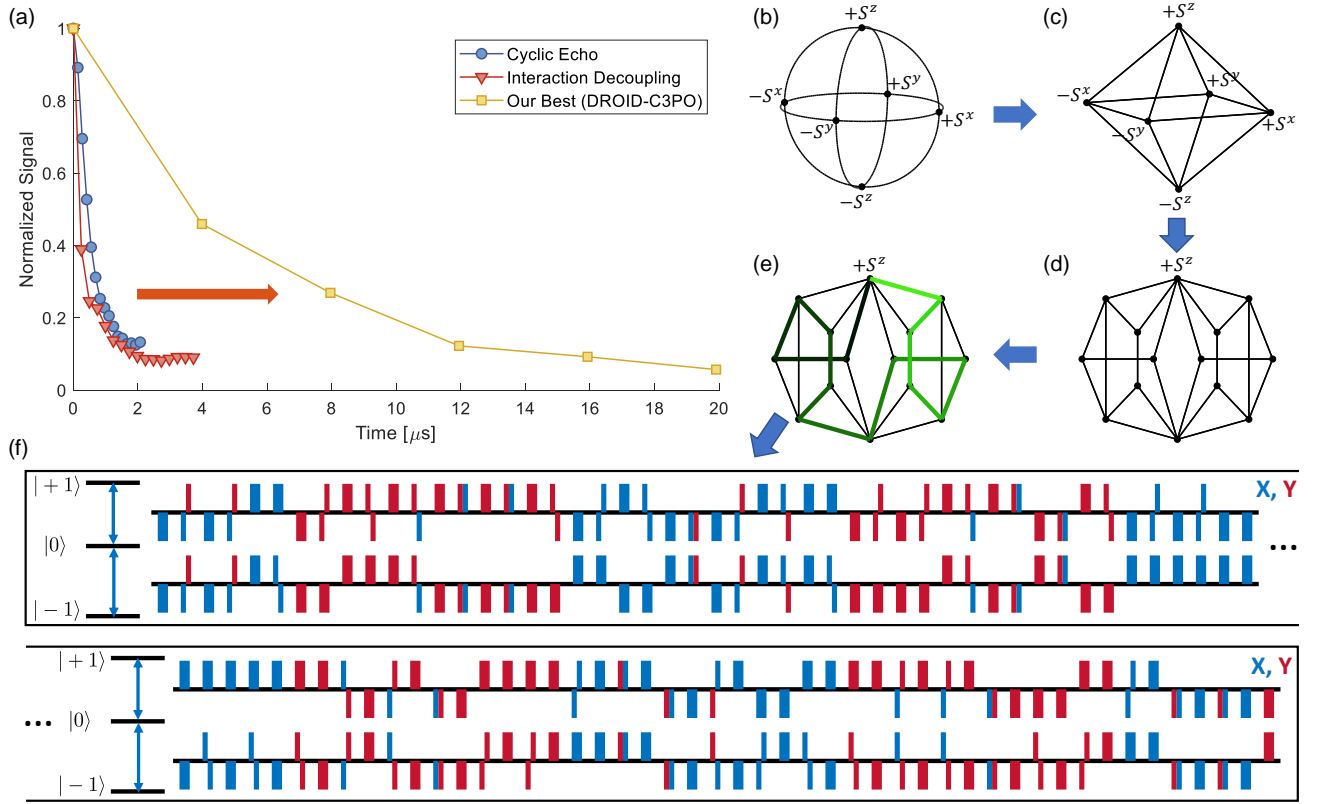 (a)
1
0.8
0.6
0.4
0.2
0
Normalized Signal
0 2 4 6 8 10 12 14 16 18 20
Time [μs]
Cyclic Echo
Interaction Decoupling
Our Best (DROID-C3PO)
(b)
+S^z
-S^x
+S^y
-S^y
+S^x
-S^z
(c)
+S^z
-S^x
+S^y
-S^y
+S^x
-S^z
(e)
+S^z
(d)
+S^z
(f)
|+1⟩
|0⟩
|-1⟩
X, Y
...
|+1⟩
... |0⟩
|-1⟩
X, Y